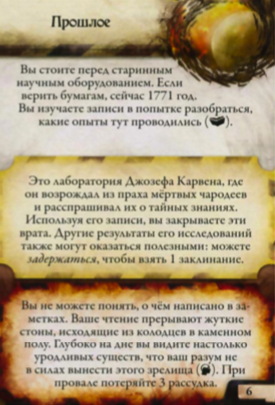 Прошлое
Вы стоите перед старинным
научным оборудованием. Если
верить бумагам, сейчас 1771 год.
Вы изучаете записи в попытке разобраться,
какие опыты тут проводились ( ).
Это лаборатория Джозефа Карвена, где
он возрождал из праха мёртвых чародеев
и расспрашивал их о тайных знаниях.
Используя его записи, вы закрываете эти
врата. Другие результаты его исследований
также могут оказаться полезными: можете
задержаться, чтобы взять 1 заклинание.
Вы не можете понять, о чём написано в за-
метках. Ваше чтение прерывают жуткие
стоны, исходящие из колодцев в каменном
полу. Глубоко на дне вы видите настолько
уродливых существ, что ваш разум не
в силах вынести этого зрелища ( ). При
провале потеряйте 3 рассудка.
6